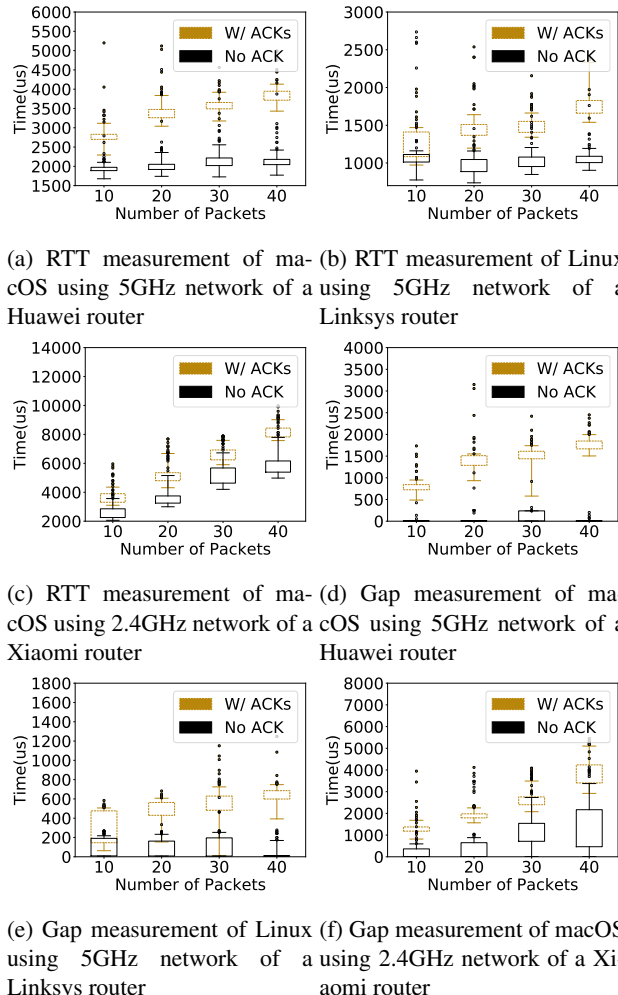 6000
5500
5000
4500
4000
3500
3000
2500
2000
1500
Time(us)
W/ ACKs
No ACK
10 20 30 40
Number of Packets
3000
2500
2000
1500
1000
Time(us)
W/ ACKs
No ACK
10 20 30 40
Number of Packets
(a) RTT measurement of ma-
cOS using 5GHz network of a
Huawei router
(b) RTT measurement of Linux
using 5GHz network of a
Linksys router
14000
12000
10000
8000
6000
4000
2000
Time(us)
W/ ACKs
No ACK
10 20 30 40
Number of Packets
4000
3500
3000
2500
2000
1500
1000
500
0
Time(us)
W/ ACKs
No ACK
10 20 30 40
Number of Packets
(c) RTT measurement of ma-
cOS using 2.4GHz network of a
Xiaomi router
(d) Gap measurement of ma-
cOS using 5GHz network of a
Huawei router
1800
1600
1400
1200
1000
800
600
400
200
0
Time(us)
W/ ACKs
No ACK
10 20 30 40
Number of Packets
8000
7000
6000
5000
4000
3000
2000
1000
0
Time(us)
W/ ACKs
No ACK
10 20 30 40
Number of Packets
(e) Gap measurement of Linux
using 5GHz network of a
Linksys router
(f) Gap measurement of macOS
using 2.4GHz network of a Xi-
aomi router